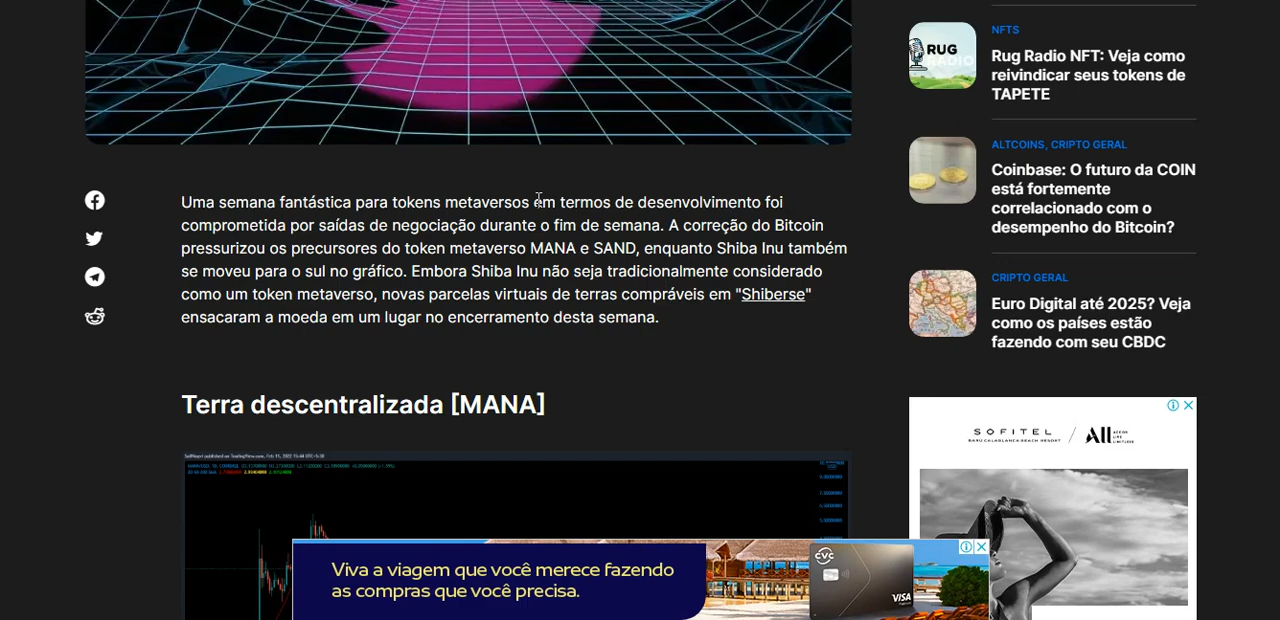 NFTS
RUG
RADIO
Rug Radio NFT: Veja como
reivindicar seus tokens de
TAPETE
ALTCOINS, CRIPTO GERAL
Coinbase: O futuro da COIN
está fortemente
correlacionado com o
desempenho do Bitcoin?
CRIPTO GERAL
Euro Digital até 2025? Veja
como os países estão
fazendo com seu CBDC
Uma semana fantástica para tokens metaversos em termos de desenvolvimento foi
comprometida por saídas de negociação durante o fim de semana. A correção do Bitcoin
pressurizou os precursores do token metaverso MANA e SAND, enquanto Shiba Inu também
se moveu para o sul no gráfico. Embora Shiba Inu não seja tradicionalmente considerado
como um token metaverso, novas parcelas virtuais de terras compráveis em "Shiberse"
ensacaram a moeda em um lugar no encerramento desta semana.
Terra descentralizada [MANA]
SOFITEL
ALL
Viva a viagem que você merece fazendo
as compras que você precisa.
CVC
VISA